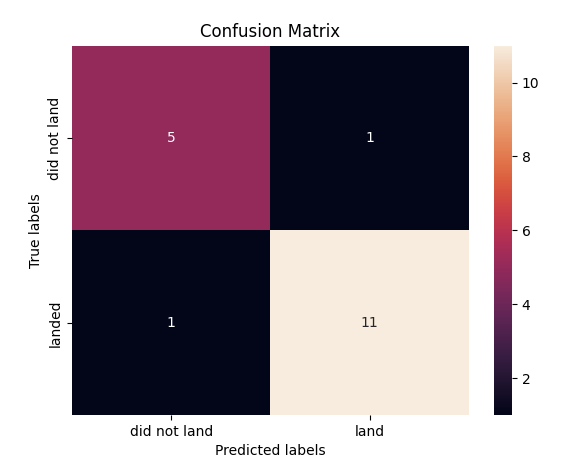 Confusion Matrix
did not land
landed
True labels
5
1
1
11
did not land
land
Predicted labels
10
8
6
4
2